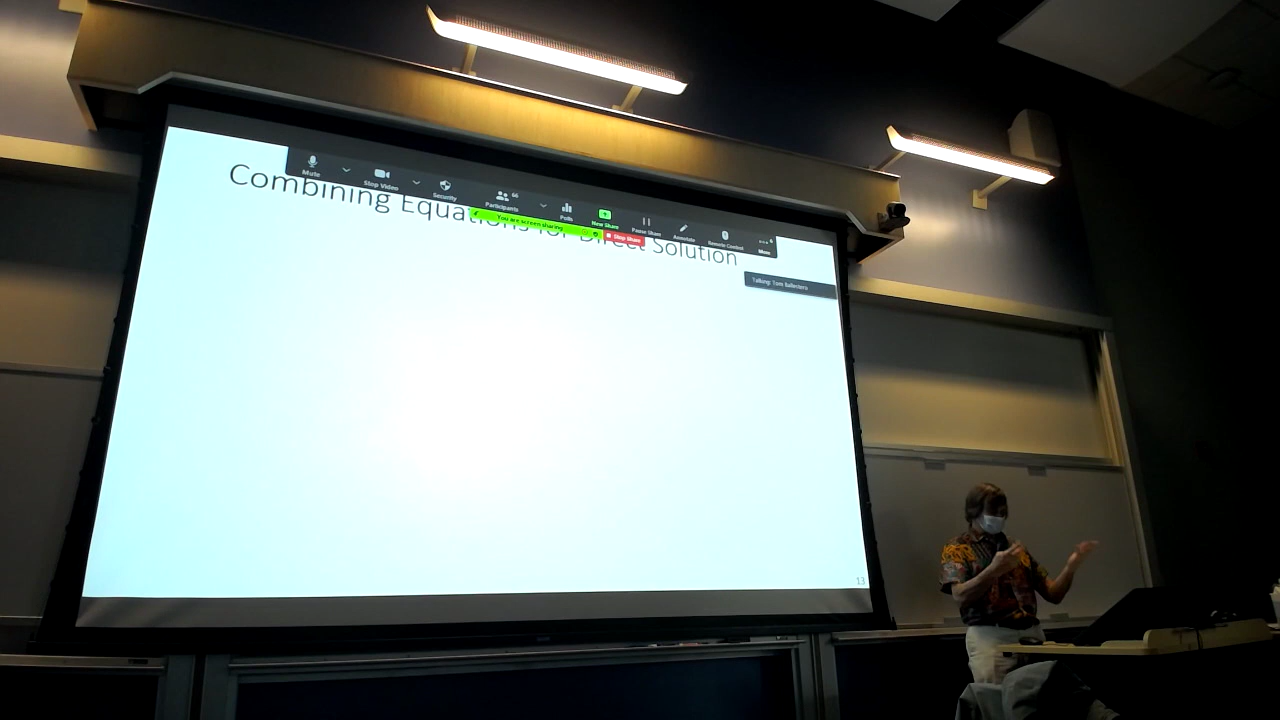 Mute
Stop Video
Security
Participants
66
Polls
New Share
Pause Share
Annotate
Remote Control
More
You are screen sharing
Stop Share
Combining Equations for Direct Solution
Talking: Tom Ballestero
13